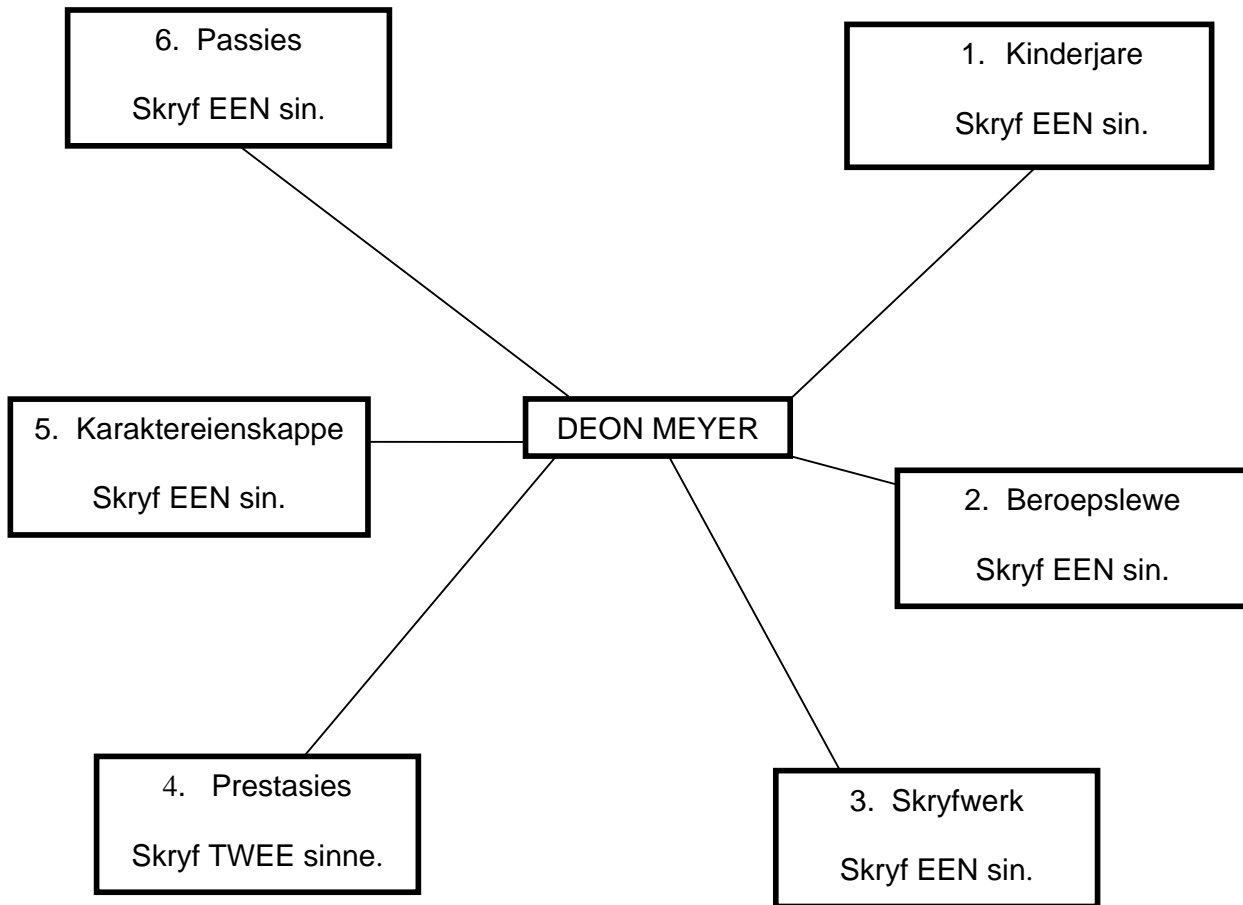 6. Passies
Skryf EEN sin.
1. Kinderjare
Skryf EEN sin.
5. Karaktereienskappe
Skryf EEN sin.
DEON MEYER
2. Beroepslewe
Skryf EEN sin.
4. Prestasies
Skryf TWEE sinne.
3. Skryfwerk
Skryf EEN sin.